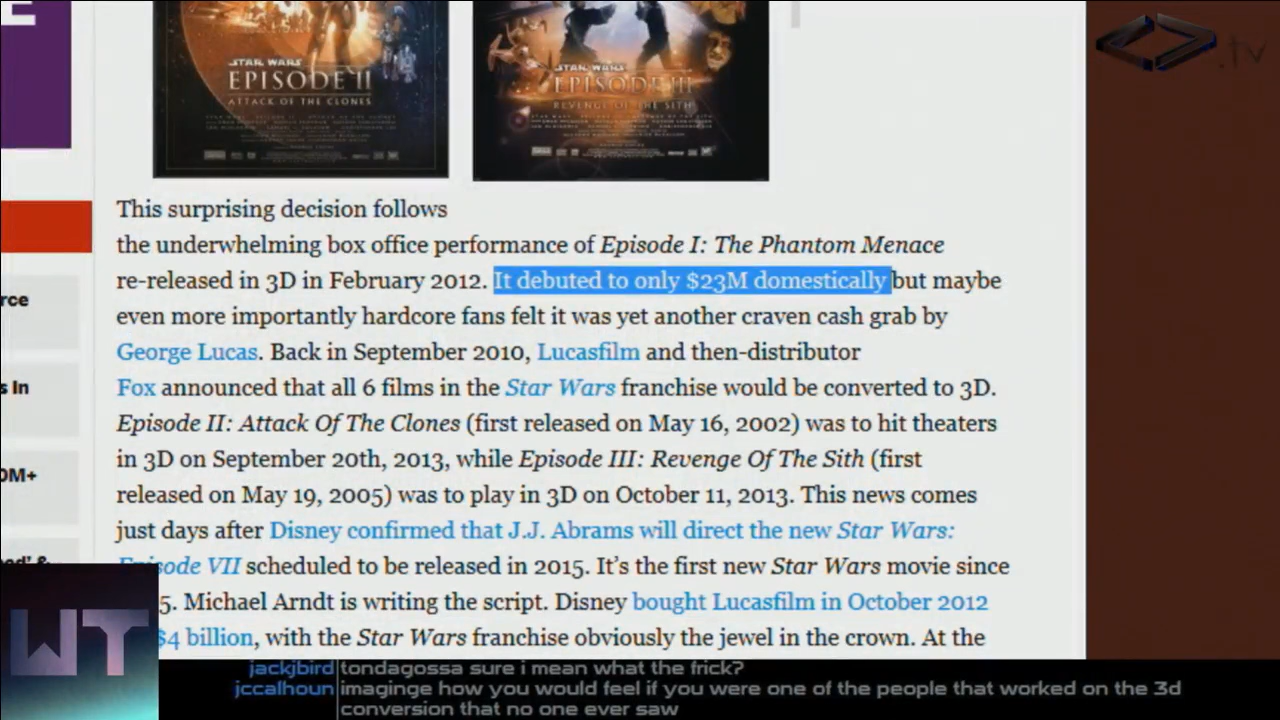 E
STAR WARS
EPISODE II
ATTACK OF THE CLONES
STAR WARS
EPISODE III
REVENGE OF THE SITH
.tv
This surprising decision follows
the underwhelming box office performance of Episode I: The Phantom Menace
re-released in 3D in February 2012. It debuted to only $23M domestically but maybe
even more importantly hardcore fans felt it was yet another craven cash grab by
George Lucas. Back in September 2010, Lucasfilm and then-distributor
Fox announced that all 6 films in the Star Wars franchise would be converted to 3D.
Episode II: Attack Of The Clones (first released on May 16, 2002) was to hit theaters
in 3D on September 20th, 2013, while Episode III: Revenge Of The Sith (first
released on May 19, 2005) was to play in 3D on October 11, 2013. This news comes
just days after Disney confirmed that J.J. Abrams will direct the new Star Wars:
Episode VII scheduled to be released in 2015. It's the first new Star Wars movie since
5. Michael Arndt is writing the script. Disney bought Lucasfilm in October 2012
$4 billion, with the Star Wars franchise obviously the jewel in the crown. At the
rce
s In
OM+
WT
jackjbird tondagossa sure i mean what the frick?
jccalhoun imaginge how you would feel if you were one of the people that worked on the 3d
conversion that no one ever saw